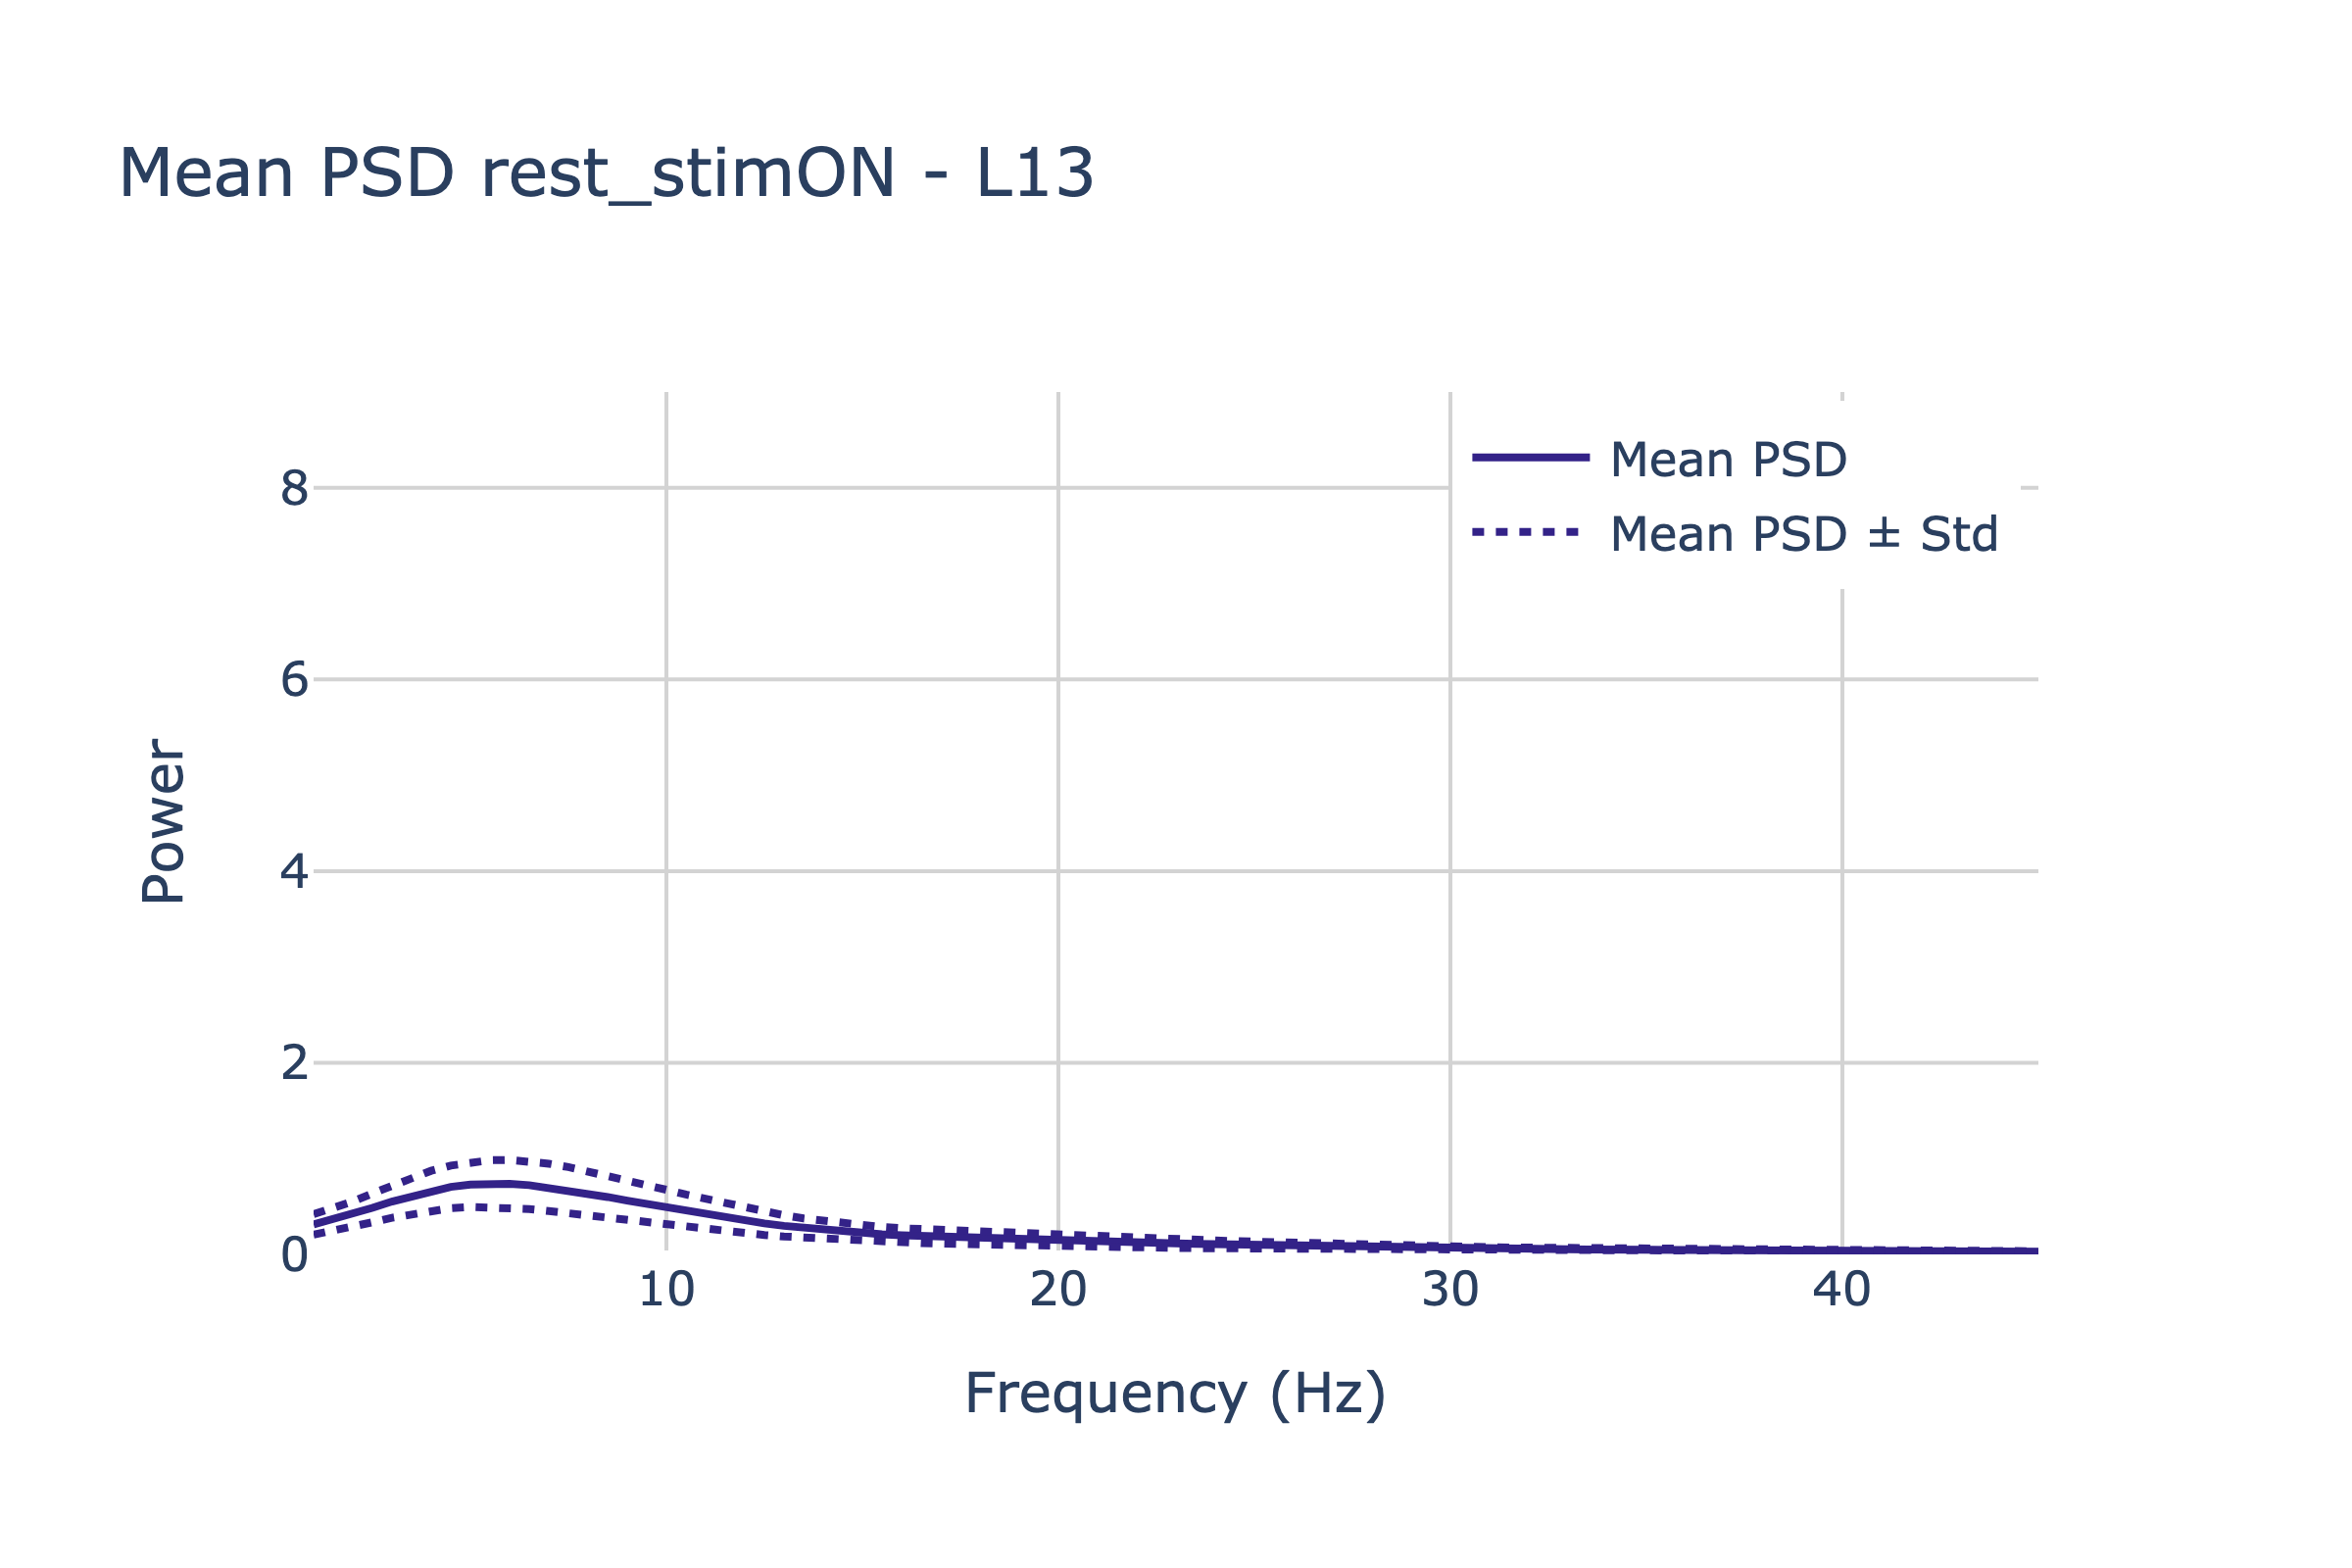 Mean PSD rest_stimON - L13
Mean PSD
Mean PSD ± Std
8
6
4
2
0
Power
10 20 30 40
Frequency (Hz)